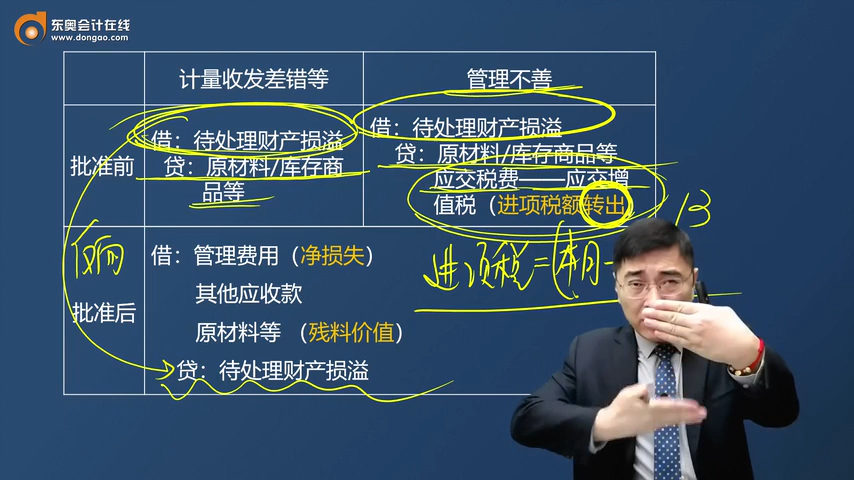 东奥会计在线
www.dongao.com
计量收发差错等
管理不善
批准前
借：待处理财产损溢
贷：原材料/库存商
品等
借：待处理财产损溢
贷：原材料/库存商品等
应交税费——应交增
值税（进项税额转出
13
批准后
借：管理费用（净损失）
其他应收款
原材料等 （残料价值）
贷：待处理财产损溢
进项税=(本月-